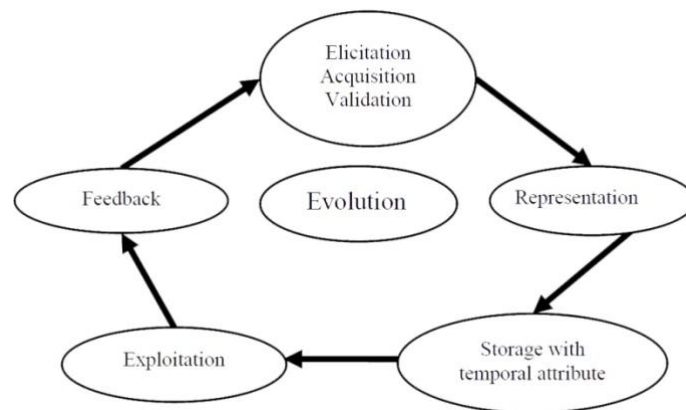 Elicitation
Acquisition
Validation
Feedback
Evolution
Representation
Exploitation
Storage with
temporal attribute